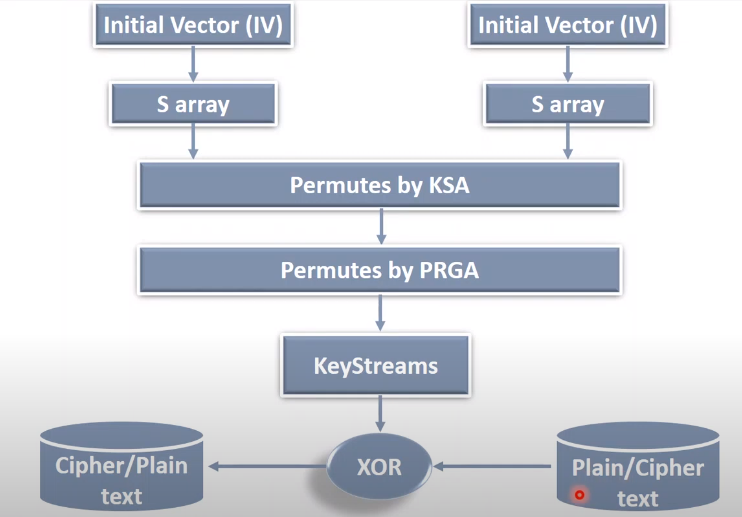 Initial Vector (IV)
Initial Vector (IV)
S array
S array
Permutes by KSA
Permutes by PRGA
KeyStreams
Cipher/Plain
text
XOR
Plain/Cipher
text